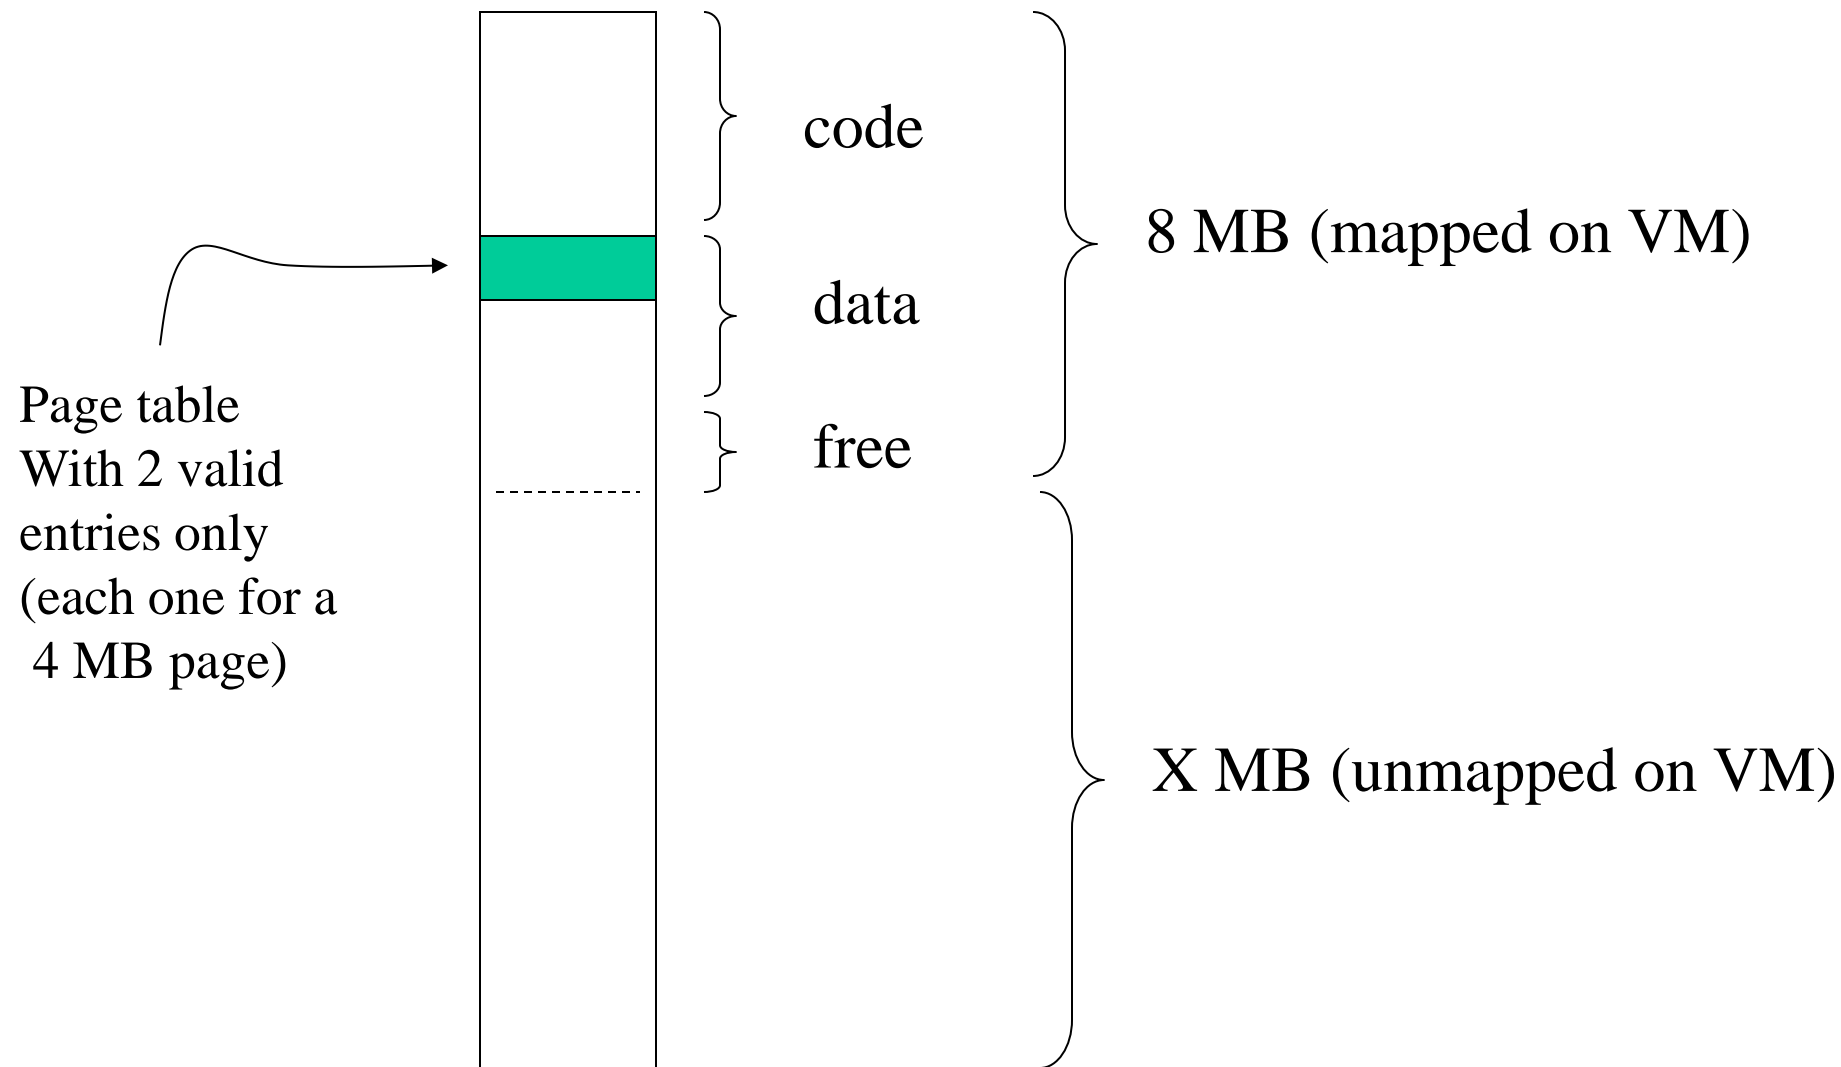 code
8 MB (mapped on VM)
data
Page table
With 2 valid
entries only
(each one for a
4 MB page)
free
X MB (unmapped on VM)